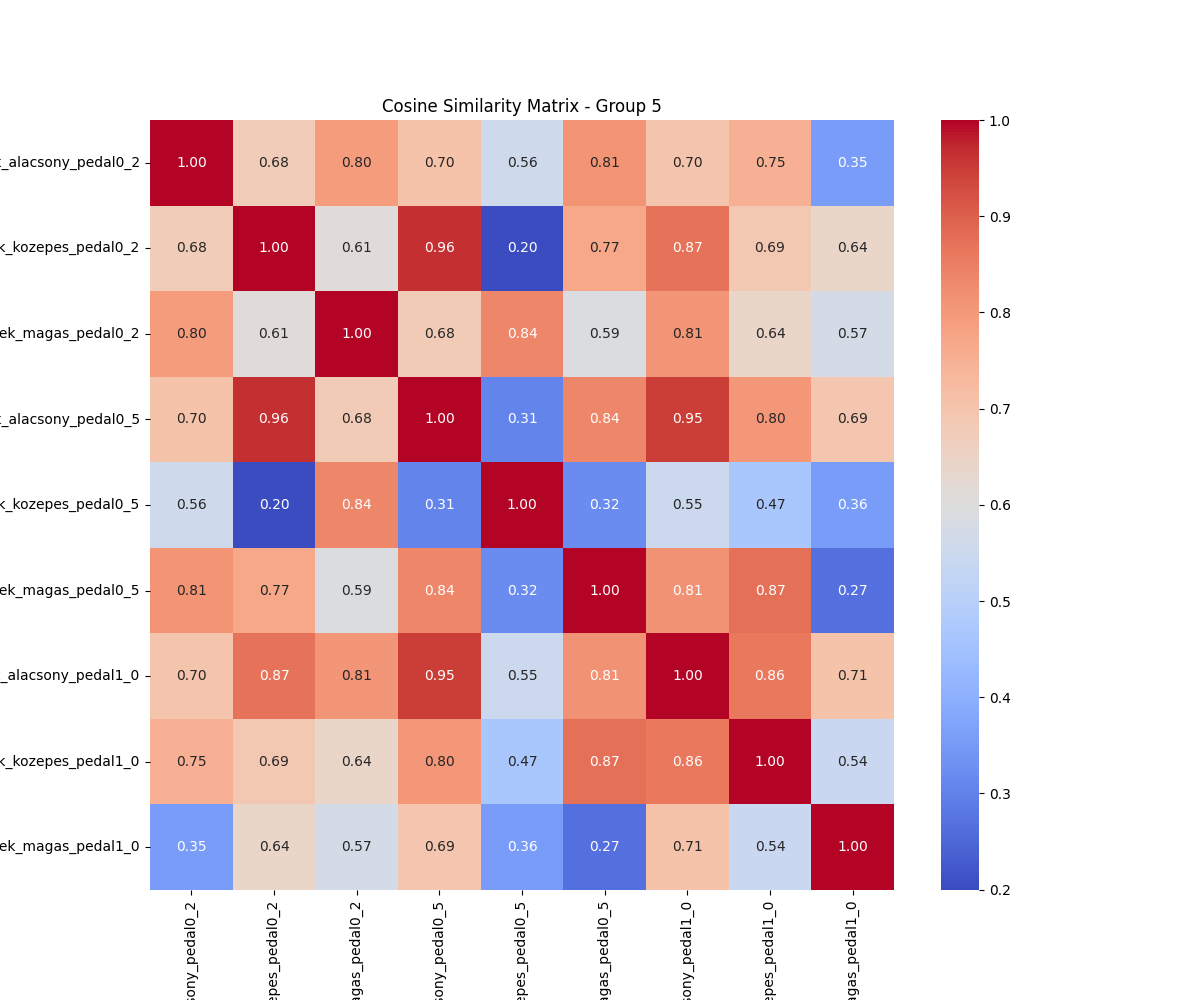 Cosine Similarity Matrix - Group 5
_alacsony_pedal0_2 1.00 0.68 0.80 0.70 0.56 0.81 0.70 0.75 0.35
k_kozepes_pedal0_2 0.68 1.00 0.61 0.96 0.20 0.77 0.87 0.69 0.64
ek_magas_pedal0_2 0.80 0.61 1.00 0.68 0.84 0.59 0.81 0.64 0.57
_alacsony_pedal0_5 0.70 0.96 0.68 1.00 0.31 0.84 0.95 0.80 0.69
k_kozepes_pedal0_5 0.56 0.20 0.84 0.31 1.00 0.32 0.55 0.47 0.36
ek_magas_pedal0_5 0.81 0.77 0.59 0.84 0.32 1.00 0.81 0.87 0.27
_alacsony_pedal1_0 0.70 0.87 0.81 0.95 0.55 0.81 1.00 0.86 0.71
k_kozepes_pedal1_0 0.75 0.69 0.64 0.80 0.47 0.87 0.86 1.00 0.54
ek_magas_pedal1_0 0.35 0.64 0.57 0.69 0.36 0.27 0.71 0.54 1.00
sony_pedal0_2
epes_pedal0_2
agas_pedal0_2
sony_pedal0_5
epes_pedal0_5
agas_pedal0_5
sony_pedal1_0
epes_pedal1_0
agas_pedal1_0
1.0
0.9
0.8
0.7
0.6
0.5
0.4
0.3
0.2